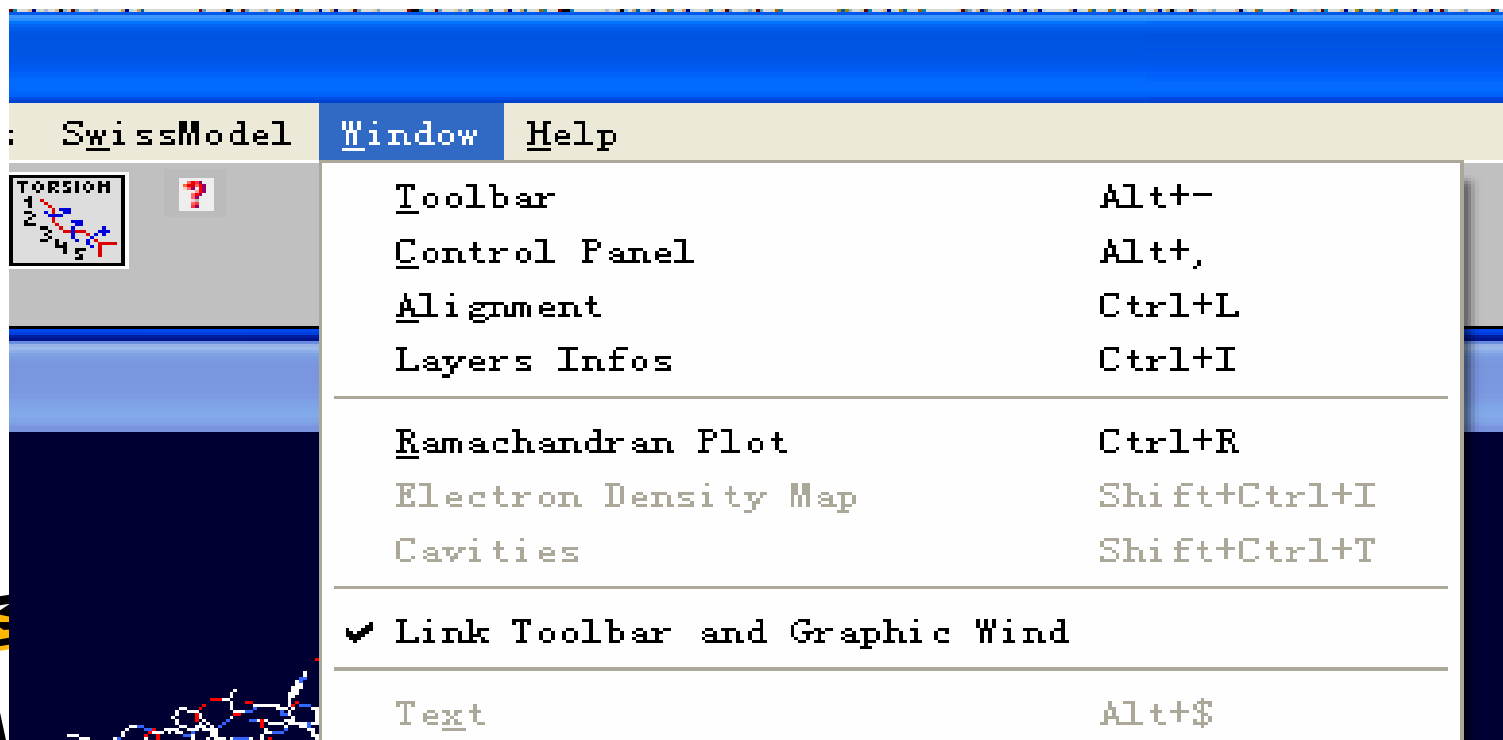 SwissModel Window Help
TORSION
1
2
3
4
5
?
Toolbar Alt+-
Control Panel Alt+,
Alignment Ctrl+L
Layers Infos Ctrl+I
Ramachandran Plot Ctrl+R
Electron Density Map Shift+Ctrl+I
Cavities Shift+Ctrl+T
✓ Link Toolbar and Graphic Wind
Text Alt+$